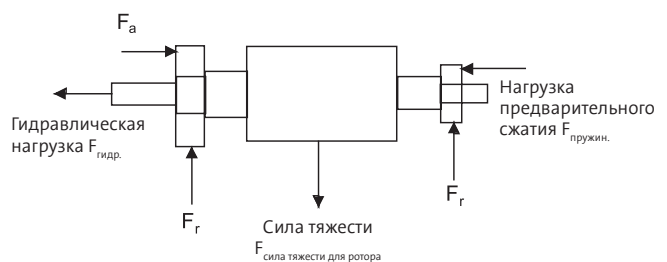 Fa
Гидравлическая
нагрузка Fгидр.
Нагрузка
предварительного
сжатия Fпружин.
Fr
Fr
Сила тяжести
Fсила тяжести для ротора